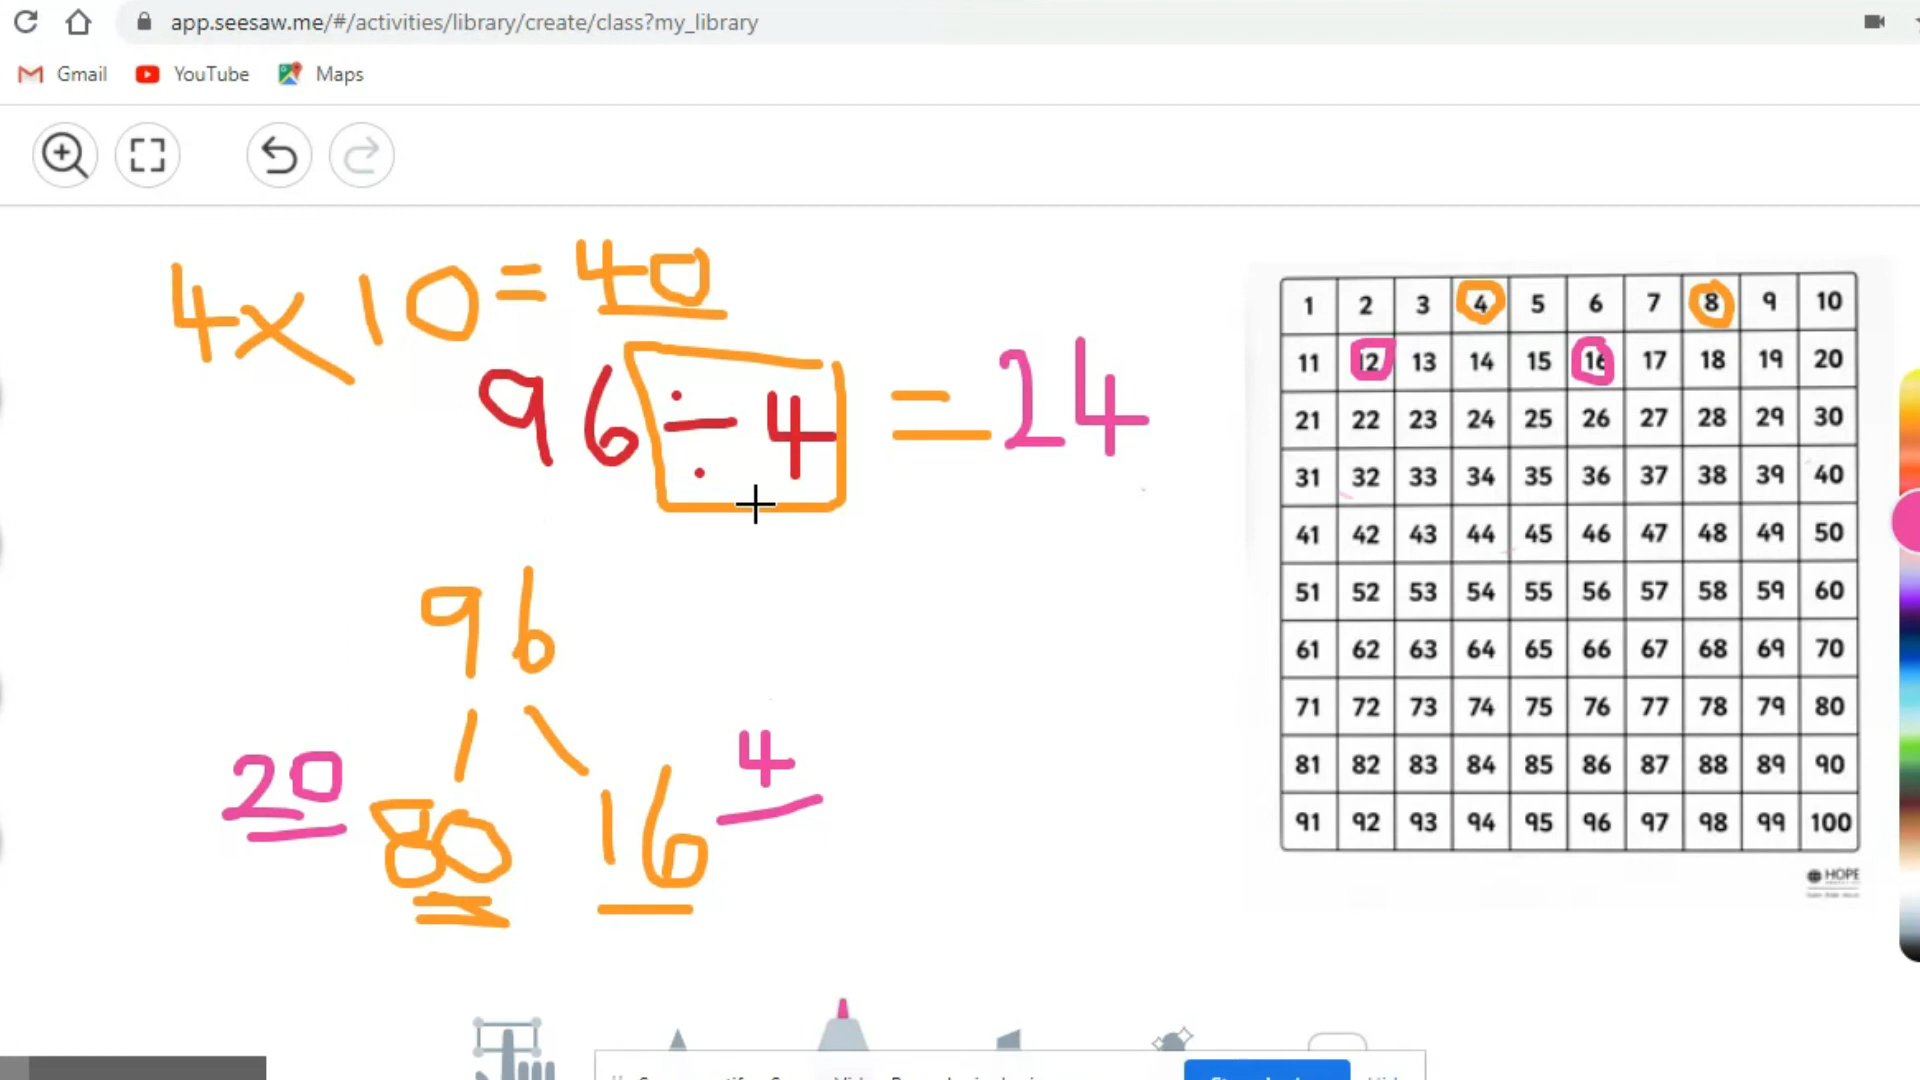 app.seesaw.me/#/activities/library/create/class?my_library
Gmail YouTube Maps
4 × 10 = 40
96 ÷ 4 = 24
96
20 80 16 4
1 2 3 4 5 6 7 8 9 10
11 12 13 14 15 16 17 18 19 20
21 22 23 24 25 26 27 28 29 30
31 32 33 34 35 36 37 38 39 40
41 42 43 44 45 46 47 48 49 50
51 52 53 54 55 56 57 58 59 60
61 62 63 64 65 66 67 68 69 70
71 72 73 74 75 76 77 78 79 80
81 82 83 84 85 86 87 88 89 90
91 92 93 94 95 96 97 98 99 100
HOPE